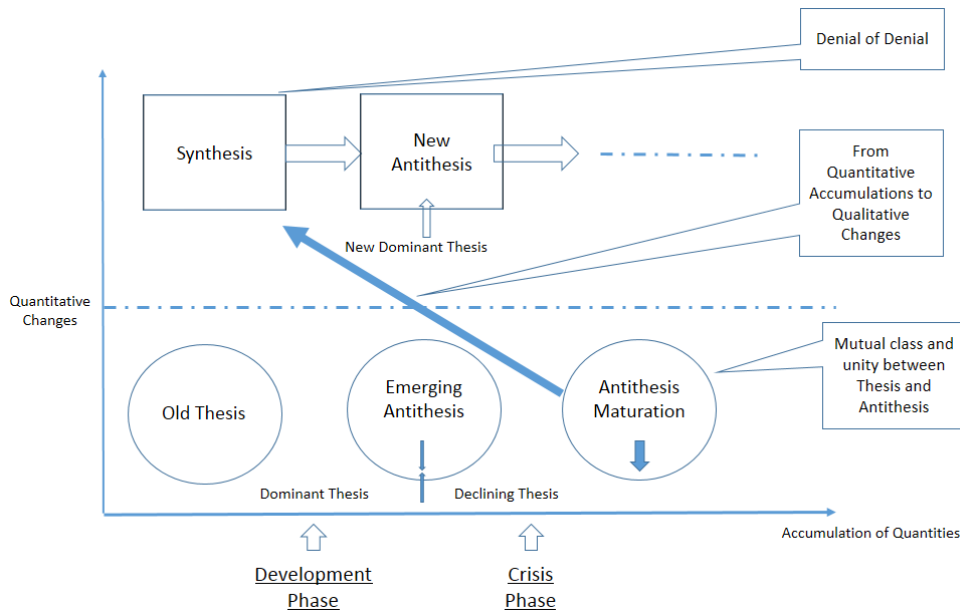 Denial of Denial
Synthesis
New
Antithesis
From
Quantitative
Accumulations to
Qualitative
Changes
New Dominant Thesis
Quantitative
Changes
Mutual class and
unity between
Thesis and
Antithesis
Old Thesis
Emerging
Antithesis
Antithesis
Maturation
Dominant Thesis
Declining Thesis
Accumulation of Quantities
Development
Phase
Crisis
Phase